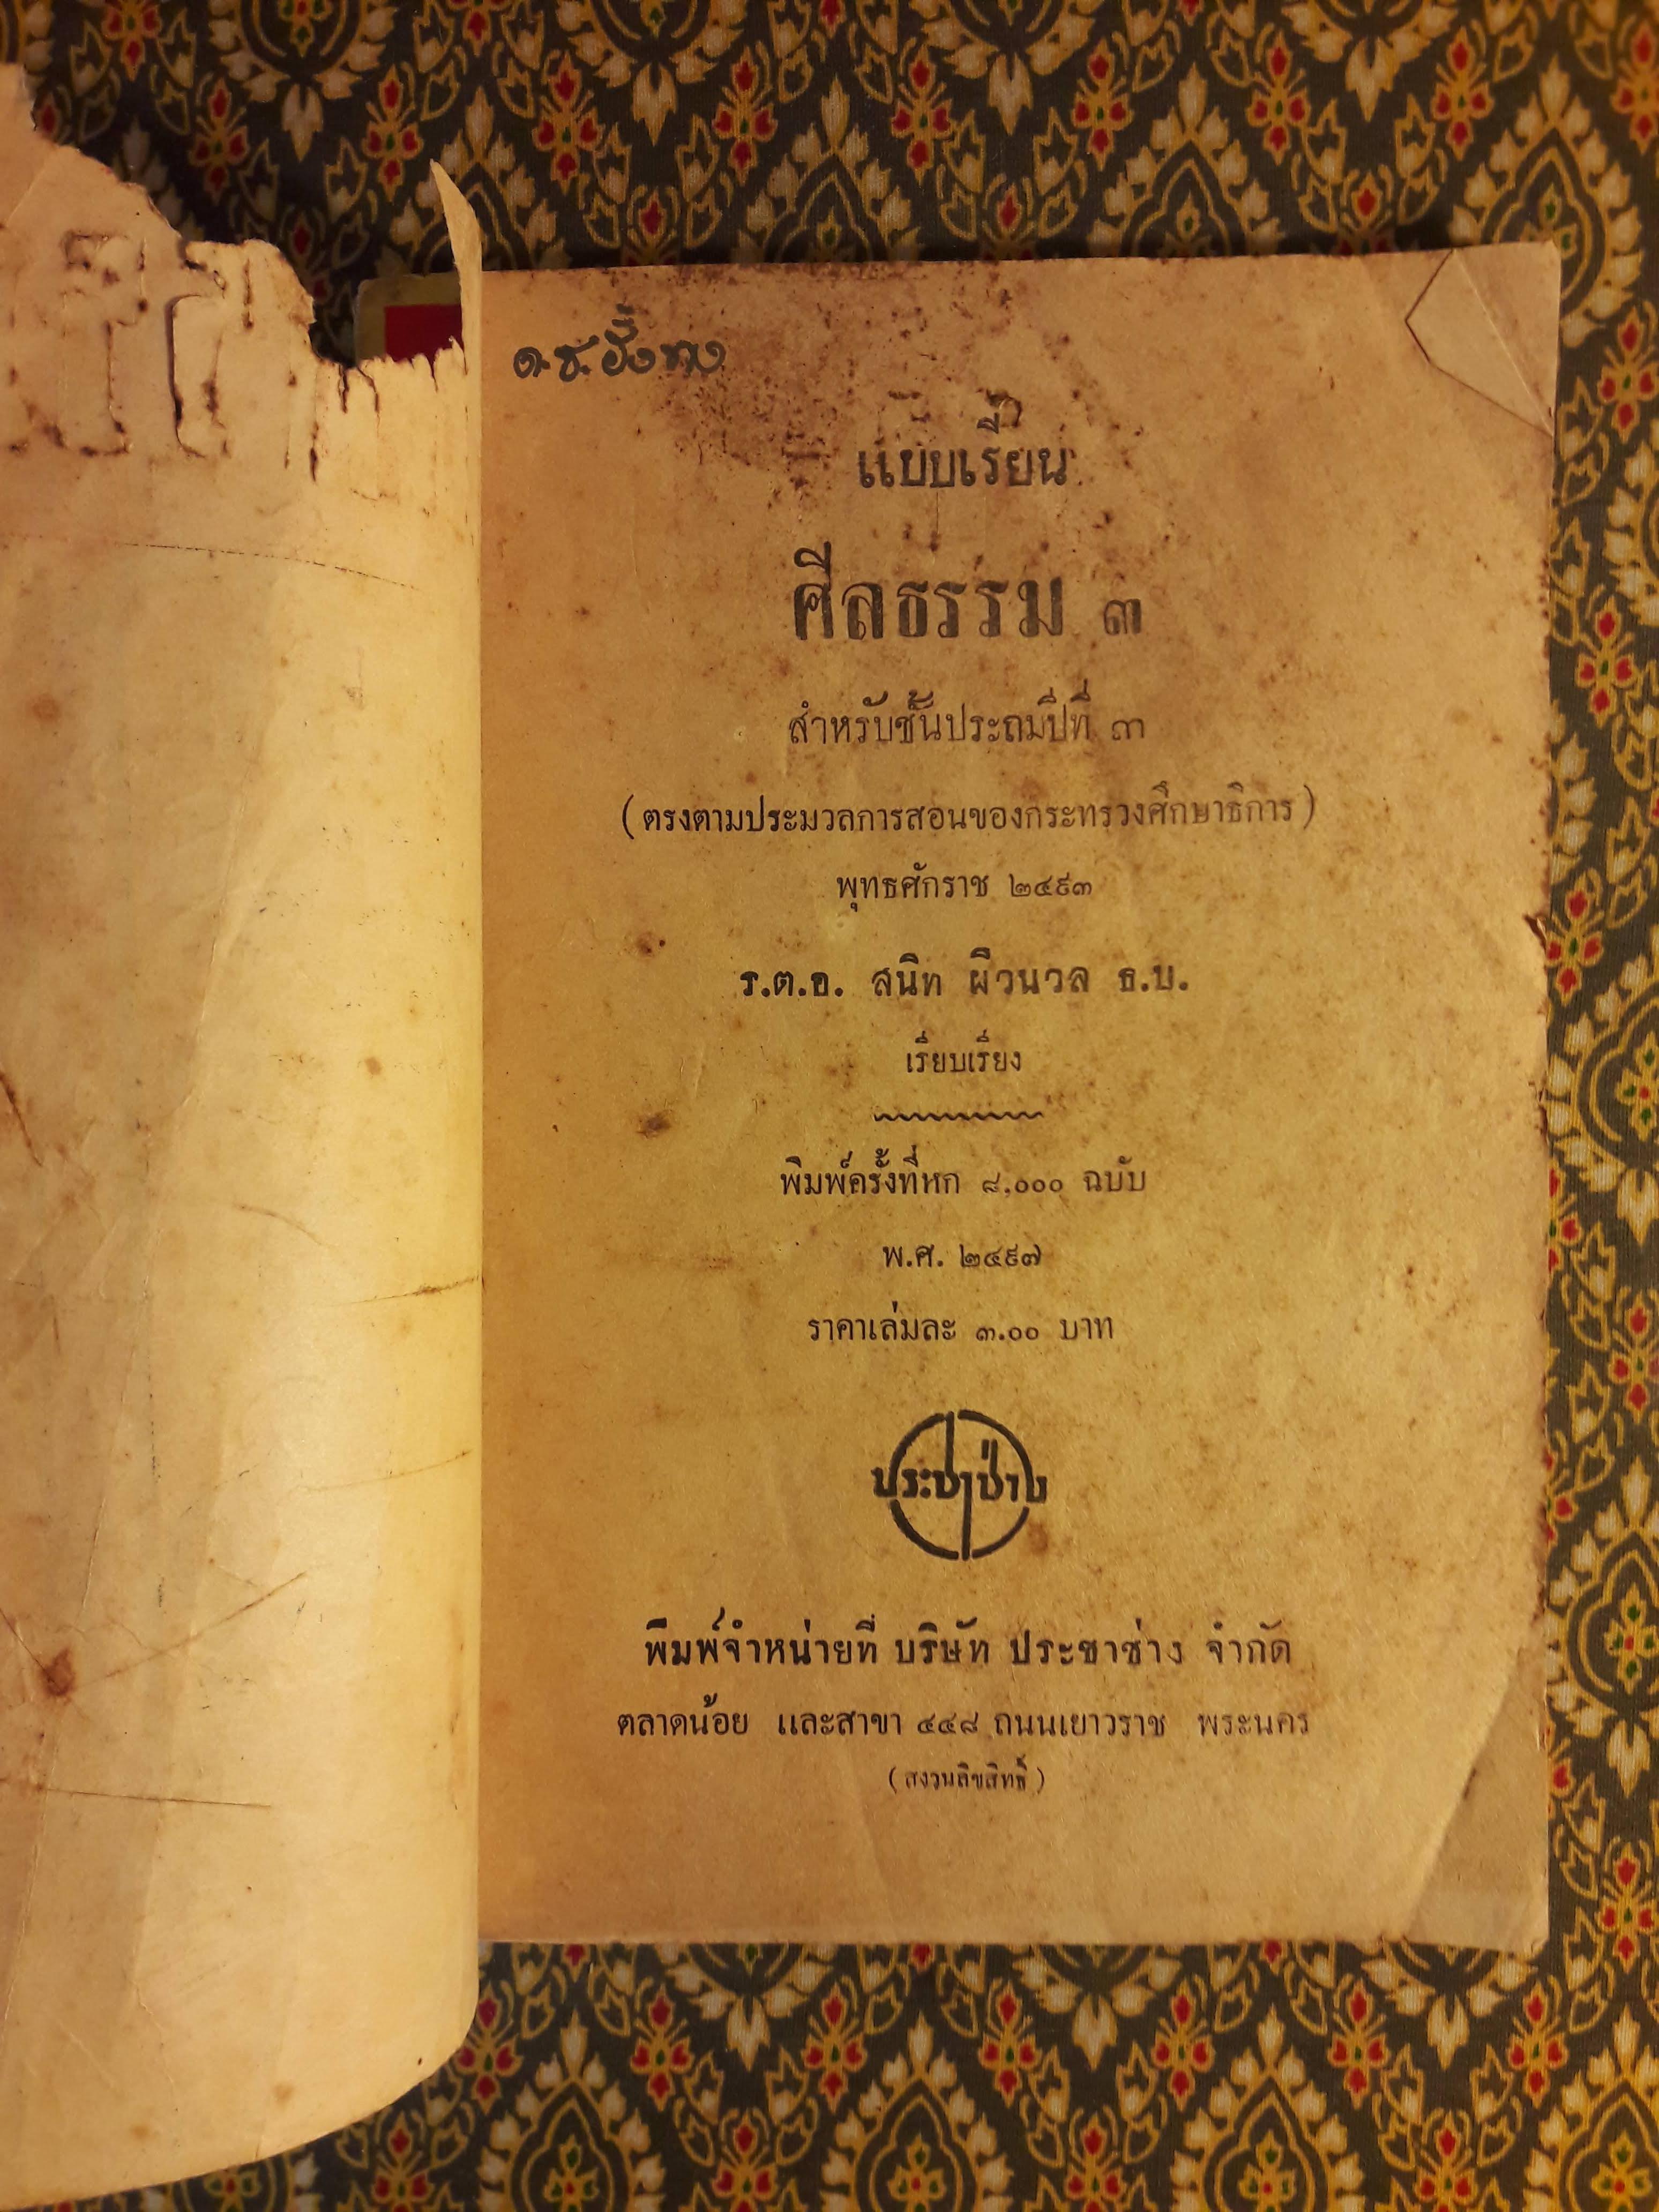 ด.ช.
แบบเรียน
ศีลธรรม ๓
สำหรับชั้นประถมปีที่ ๓
(ตรงตามประมวลการสอนของกระทรวงศึกษาธิการ)
พุทธศักราช ๒๔๙๓
ร.ต.อ. สนิท ผิวนวล ธ.บ.
เรียบเรียง
พิมพ์ครั้งที่หก ๘,๐๐๐ ฉบับ
พ.ศ. ๒๔๙๗
ราคาเล่มละ ๓.๐๐ บาท
ประชาช่าง
พิมพ์จำหน่ายที่ บริษัท ประชาช่าง จำกัด
ตลาดน้อย และสาขา ๔๔๘ ถนนเยาวราช พระนคร
(สงวนลิขสิทธิ์)